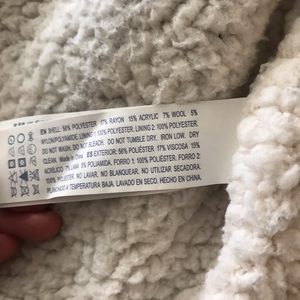 EN SHELL: 56% POLYESTER 17% RAYON 15% ACRYLIC 7% WOOL 5%
NYLON/POLYAMIDE, LINING 1: 100% POLYESTER, LINING 2: 100% POLYESTER.
DO NOT WASH. DO NOT BLEACH. DO NOT TUMBLE DRY. IRON LOW. DRY
CLEAN. Made in China. ES EXTERIOR: 56% POLIÉSTER 17% VISCOSA 15%
ACRÍLICO 7% LANA 5% POLIAMIDA, FORRO 1: 100% POLIÉSTER, FORRO 2:
100% POLIÉSTER. NO LAVAR. NO BLANQUEAR. NO UTILIZAR SECADORA.
PLANCHADO A TEMPERATURA BAJA. LAVADO EN SECO. HECHO EN CHINA.